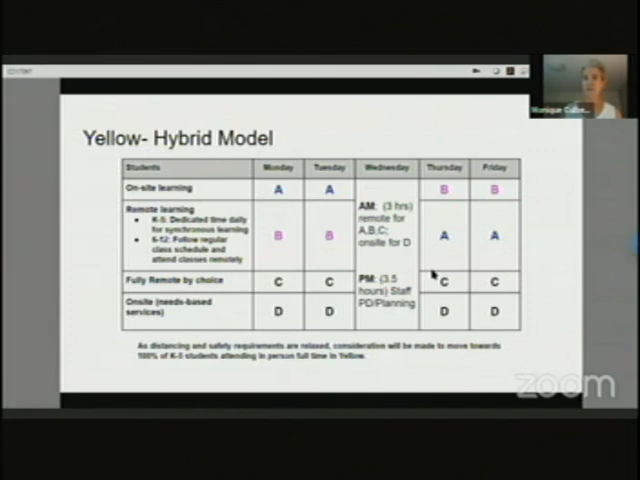 Monique
Yellow- Hybrid Model
Students Monday Tuesday Wednesday Thursday Friday
On-site learning A A B B
Remote learning
K-5: Dedicated time daily
for synchronous learning
6-12: Follow regular
class schedule and
attend classes remotely
B B A A
AM: (3 hrs)
remote for
A,B,C;
onsite for D
Fully Remote by choice C C C C
PM: (3.5
hours) Staff
PD/Planning
Onsite (needs-based
services)
D D D D
As distancing and safety requirements are relaxed, consideration will be made to move towards
100% of K-5 students attending in person full time in Yellow.
zoom